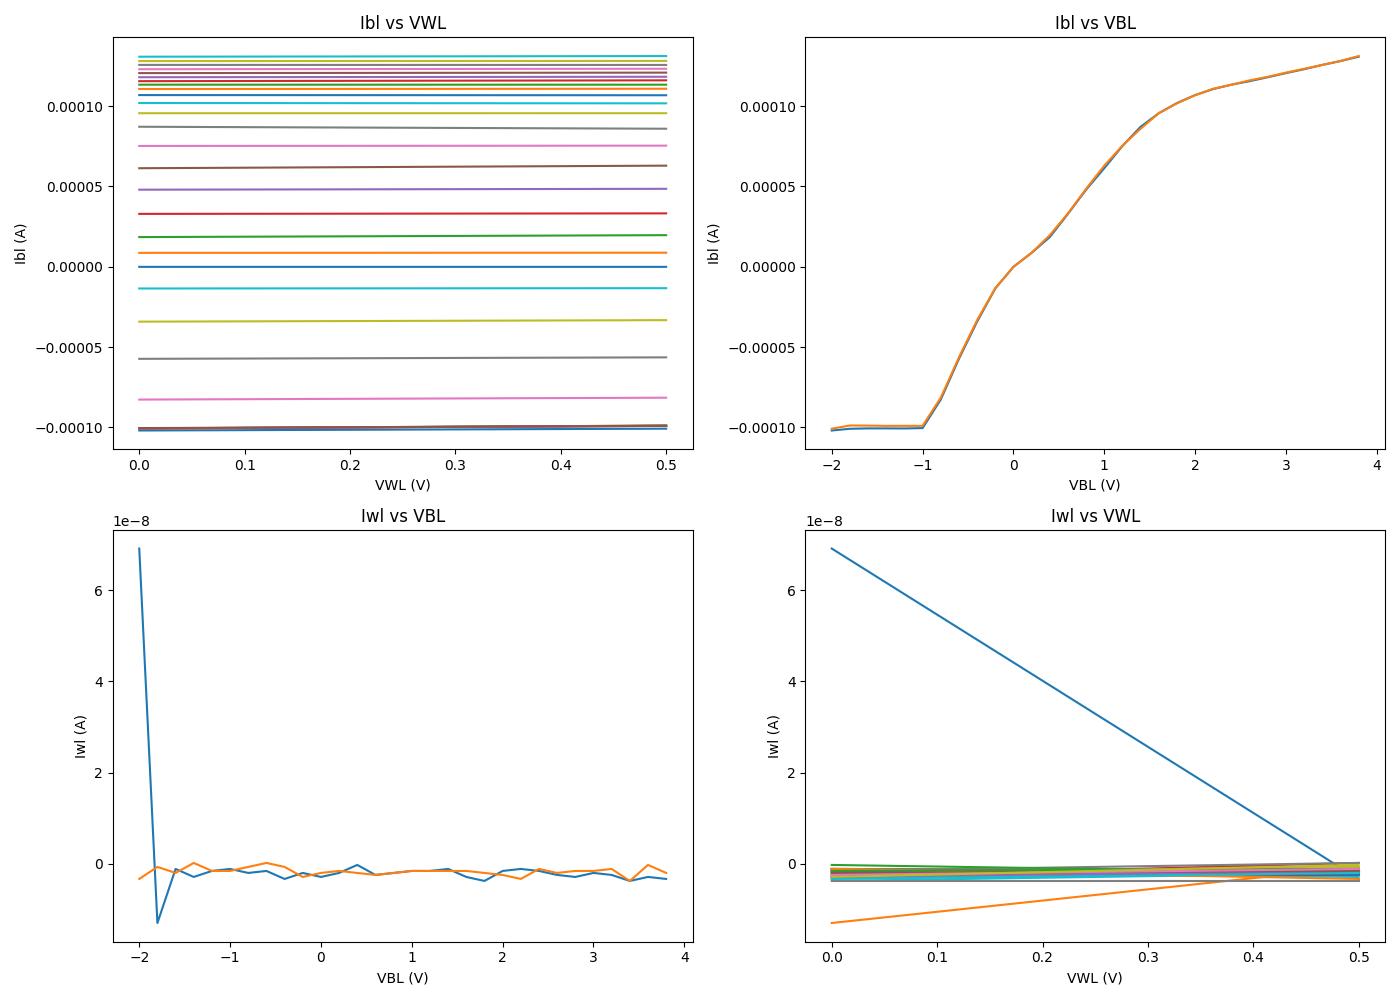 Ibl vs VWL
Ibl (A)
0.00010
0.00005
0.00000
−0.00005
−0.00010
0.0 0.1 0.2 0.3 0.4 0.5
VWL (V)
Ibl vs VBL
Ibl (A)
0.00010
0.00005
0.00000
−0.00005
−0.00010
−2 −1 0 1 2 3 4
VBL (V)
Iwl vs VBL
1e−8
Iwl (A)
6
4
2
0
−2 −1 0 1 2 3 4
VBL (V)
Iwl vs VWL
1e−8
Iwl (A)
6
4
2
0
0.0 0.1 0.2 0.3 0.4 0.5
VWL (V)